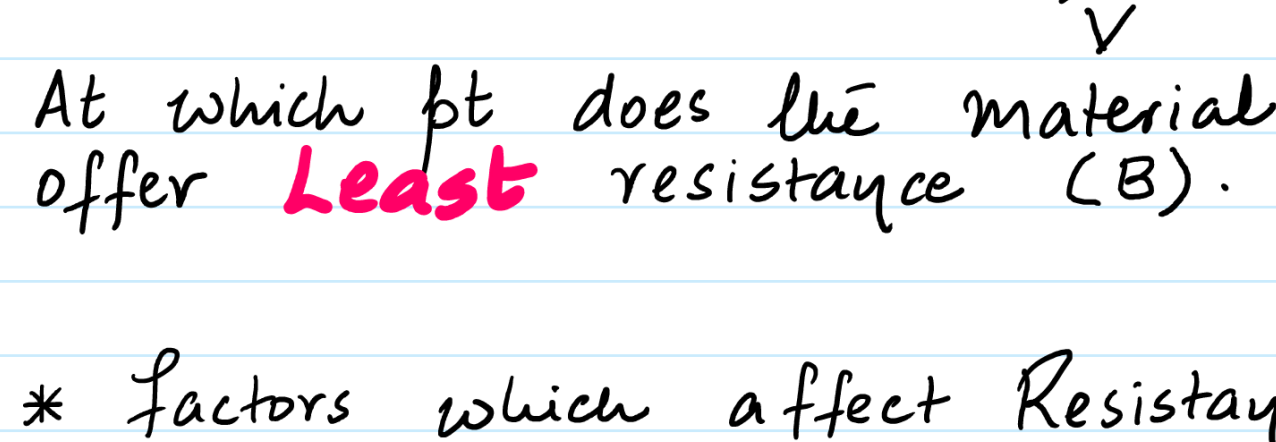 V
At which pt does the material
offer Least resistance (B).
* factors which affect Resistan